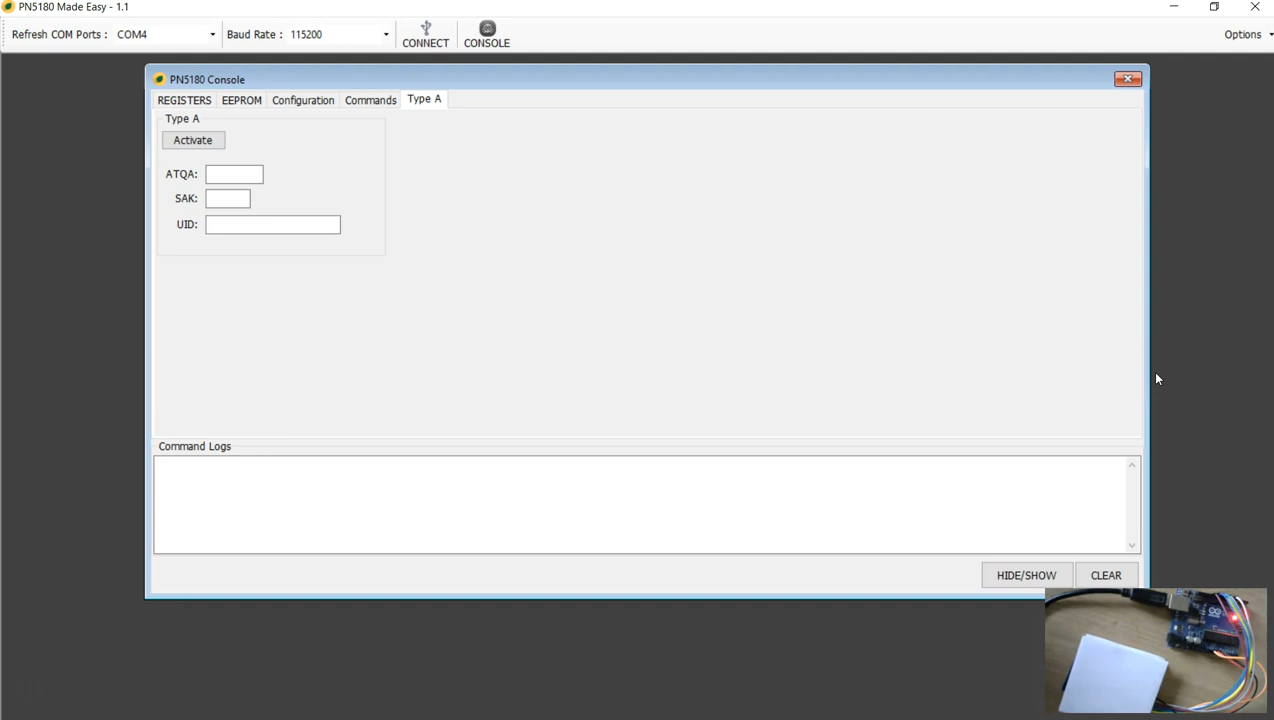 PN5180 Made Easy - 1.1
Refresh COM Ports : COM4 Baud Rate : 115200 CONNECT CONSOLE Options
PN5180 Console
REGISTERS EEPROM Configuration Commands Type A
Type A
Activate
ATQA:
SAK:
UID:
Command Logs
HIDE/SHOW CLEAR